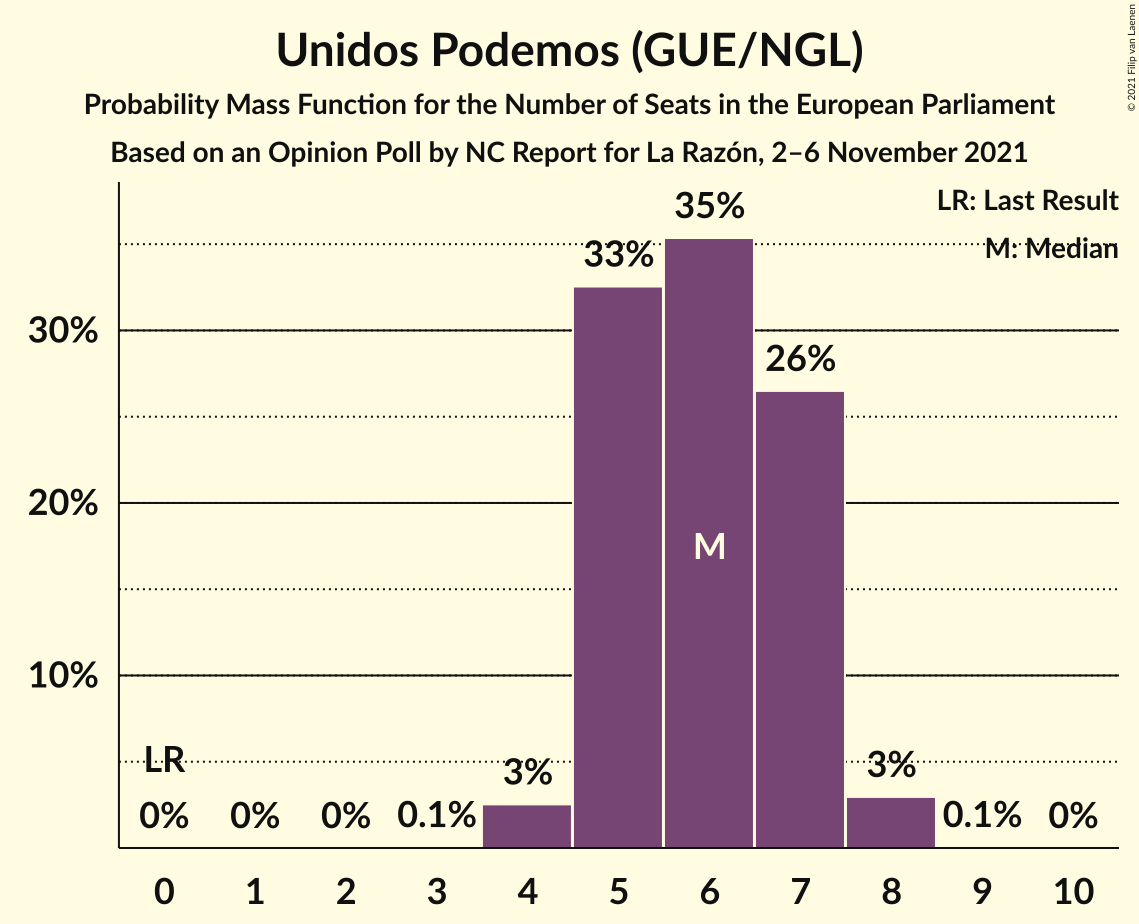 Unidos Podemos (GUE/NGL)
Probability Mass Function for the Number of Seats in the European Parliament
Based on an Opinion Poll by NC Report for La Razón, 2–6 November 2021
© 2021 Filip van Laenen
LR: Last Result
M: Median
35%
33%
30%
26%
20%
M
10%
LR
3%
3%
0%
0%
0%
0.1%
0.1%
0%
0 1 2 3 4 5 6 7 8 9 10